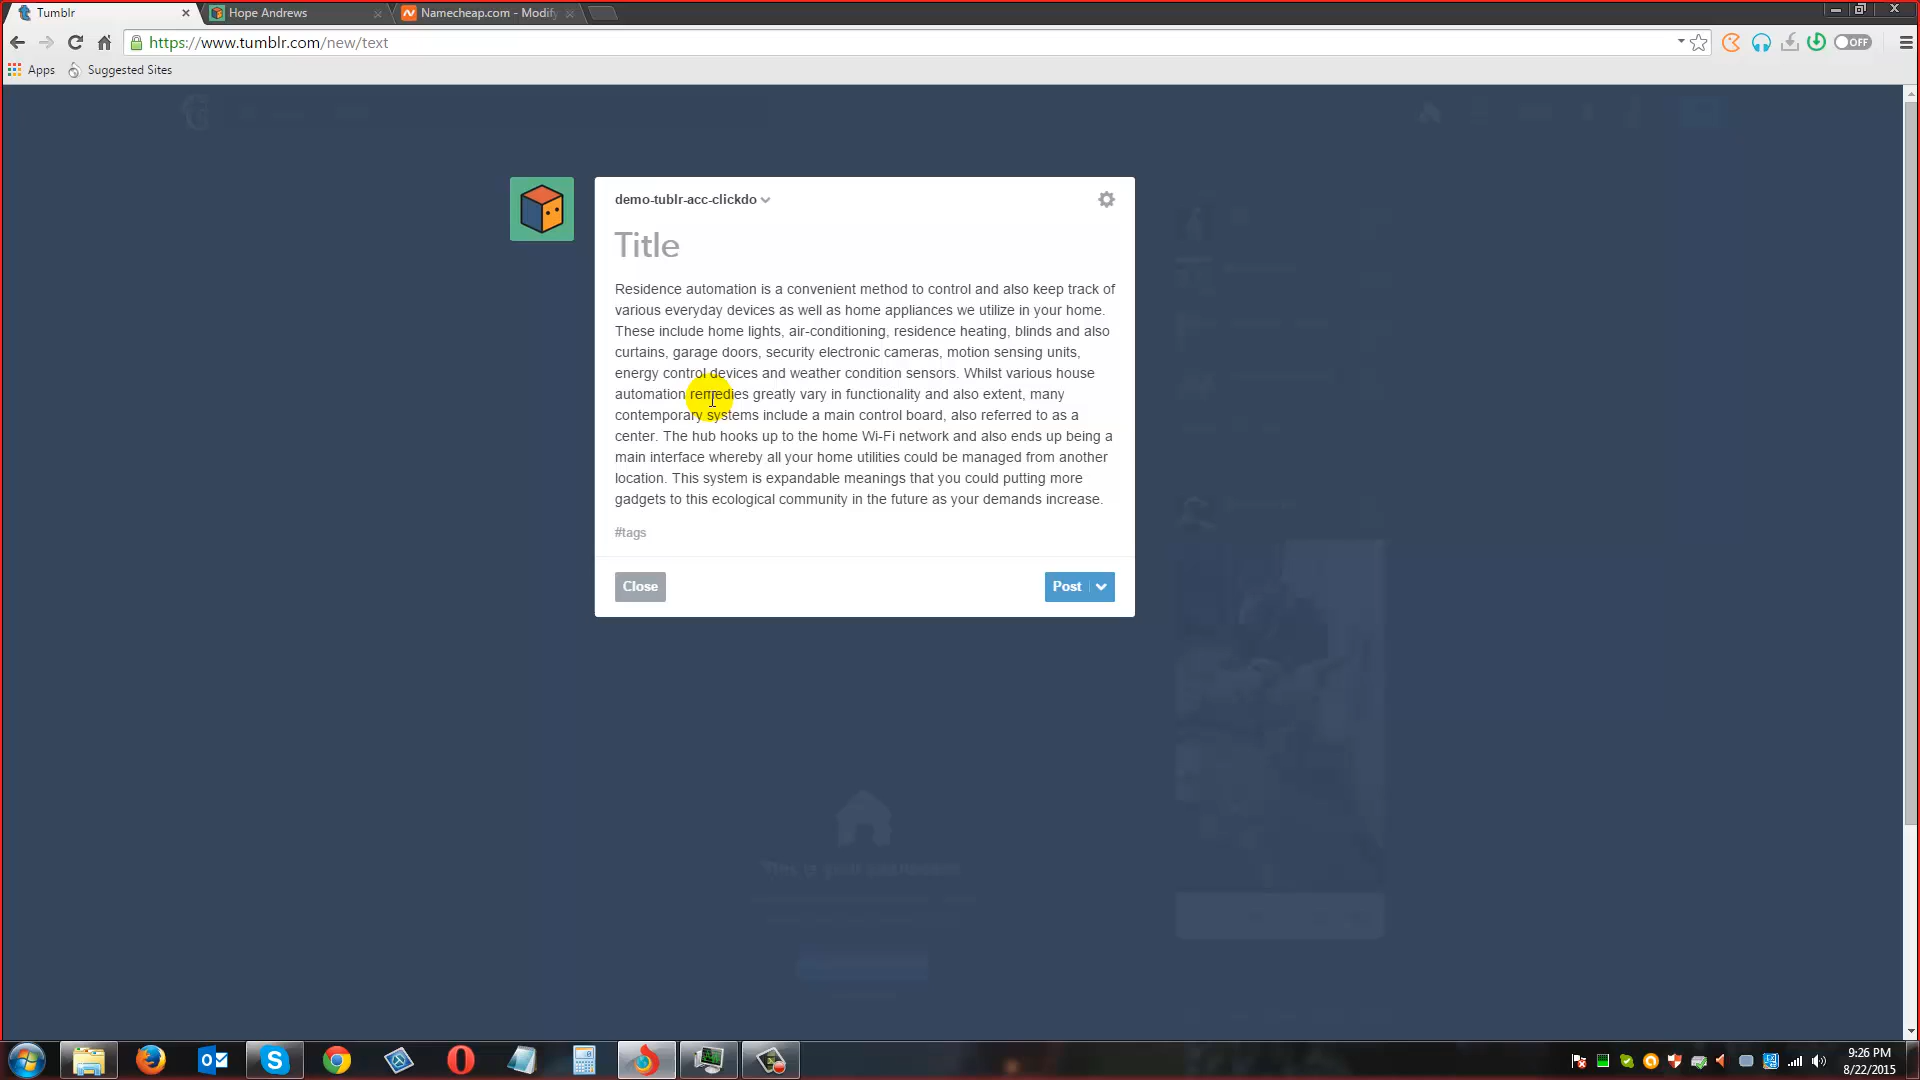 Tumblr
Hope Andrews
Namecheap.com - Modify
https://www.tumblr.com/new/text
OFF
Apps
Suggested Sites
demo-tublr-acc-clickdo
Title
Residence automation is a convenient method to control and also keep track of
various everyday devices as well as home appliances we utilize in your home.
These include home lights, air-conditioning, residence heating, blinds and also
curtains, garage doors, security electronic cameras, motion sensing units,
energy control devices and weather condition sensors. Whilst various house
automation remedies greatly vary in functionality and also extent, many
contemporary systems include a main control board, also referred to as a
center. The hub hooks up to the home Wi-Fi network and also ends up being a
main interface whereby all your home utilities could be managed from another
location. This system is expandable meanings that you could putting more
gadgets to this ecological community in the future as your demands increase.
#tags
Close
Post
This is your dashboard
9:26 PM
8/22/2015